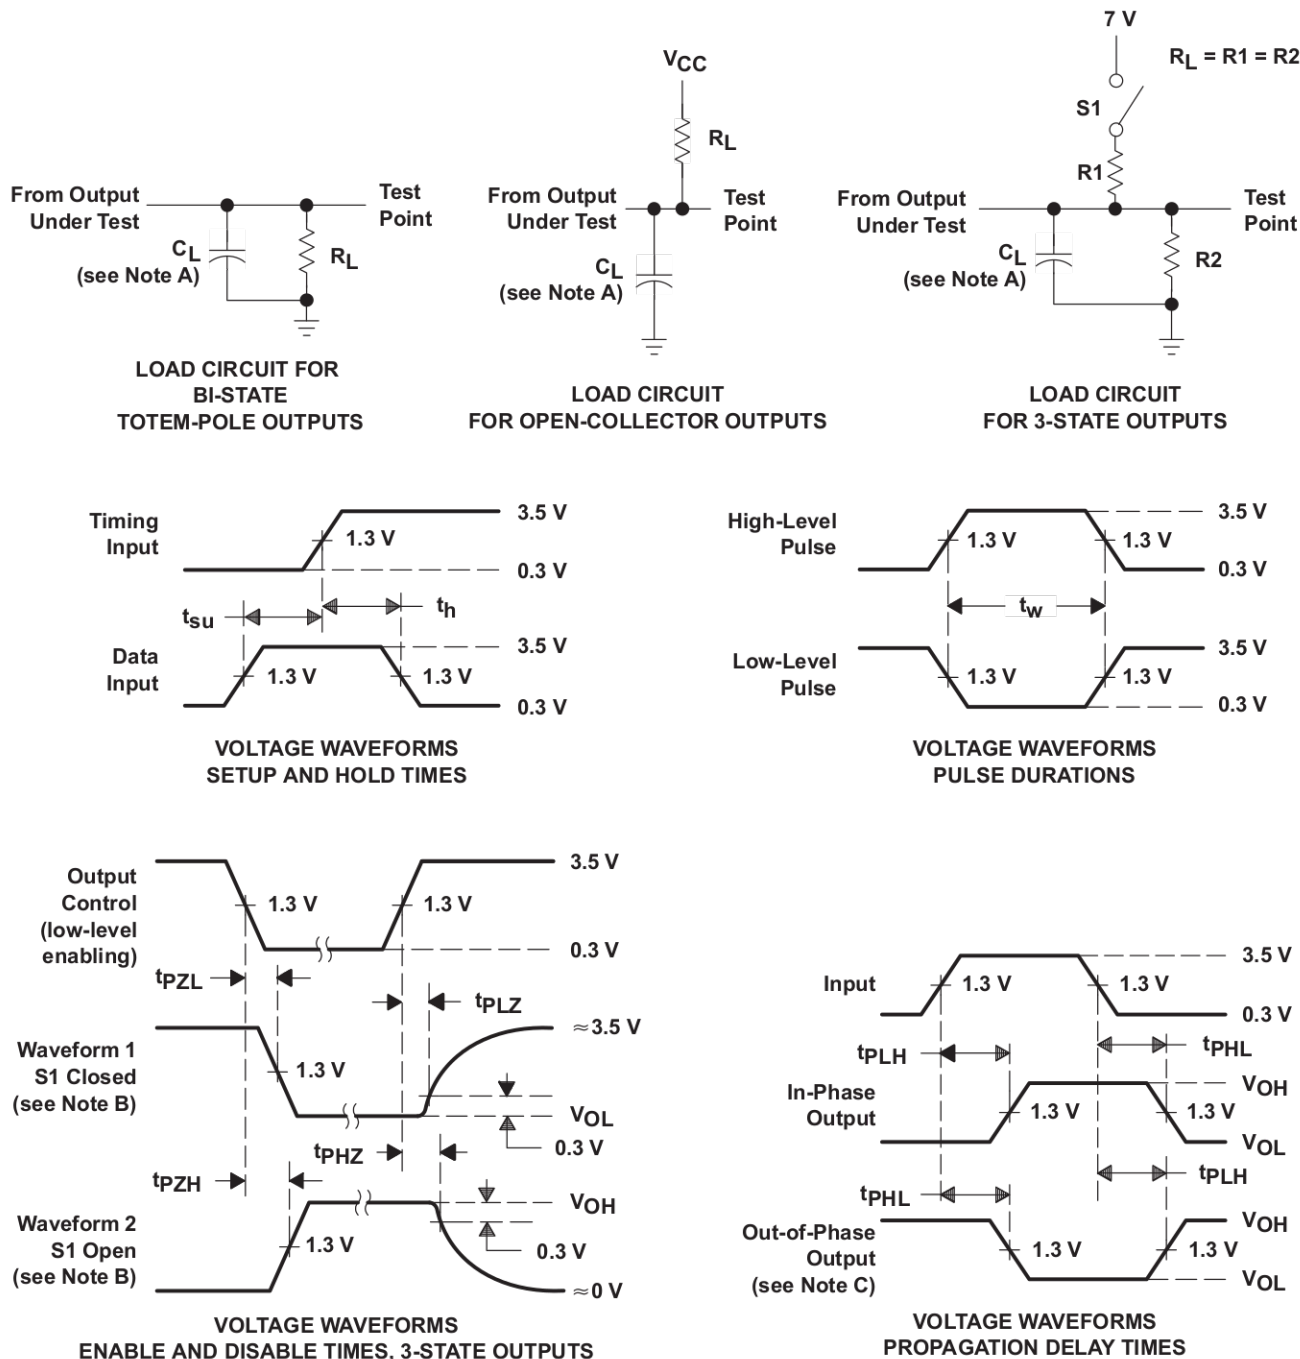 From Output
Under Test
Test
Point
CL
(see Note A)
RL
LOAD CIRCUIT FOR
BI-STATE
TOTEM-POLE OUTPUTS
VCC
RL
From Output
Under Test
Test
Point
CL
(see Note A)
LOAD CIRCUIT
FOR OPEN-COLLECTOR OUTPUTS
7 V
RL = R1 = R2
S1
R1
From Output
Under Test
Test
Point
CL
(see Note A)
R2
LOAD CIRCUIT
FOR 3-STATE OUTPUTS
Timing
Input
1.3 V
3.5 V
0.3 V
tsu
th
Data
Input
1.3 V
1.3 V
3.5 V
0.3 V
VOLTAGE WAVEFORMS
SETUP AND HOLD TIMES
High-Level
Pulse
1.3 V
1.3 V
3.5 V
0.3 V
tw
Low-Level
Pulse
1.3 V
1.3 V
3.5 V
0.3 V
VOLTAGE WAVEFORMS
PULSE DURATIONS
Output
Control
(low-level
enabling)
1.3 V
1.3 V
3.5 V
0.3 V
tPZL
tPLZ
Waveform 1
S1 Closed
(see Note B)
1.3 V
≈3.5 V
VOL
0.3 V
tPHZ
tPZH
Waveform 2
S1 Open
(see Note B)
1.3 V
VOH
0.3 V
≈0 V
VOLTAGE WAVEFORMS
ENABLE AND DISABLE TIMES, 3-STATE OUTPUTS
Input
1.3 V
1.3 V
3.5 V
0.3 V
tPLH
tPHL
In-Phase
Output
1.3 V
1.3 V
VOH
VOL
tPHL
tPLH
Out-of-Phase
Output
(see Note C)
1.3 V
1.3 V
VOH
VOL
VOLTAGE WAVEFORMS
PROPAGATION DELAY TIMES